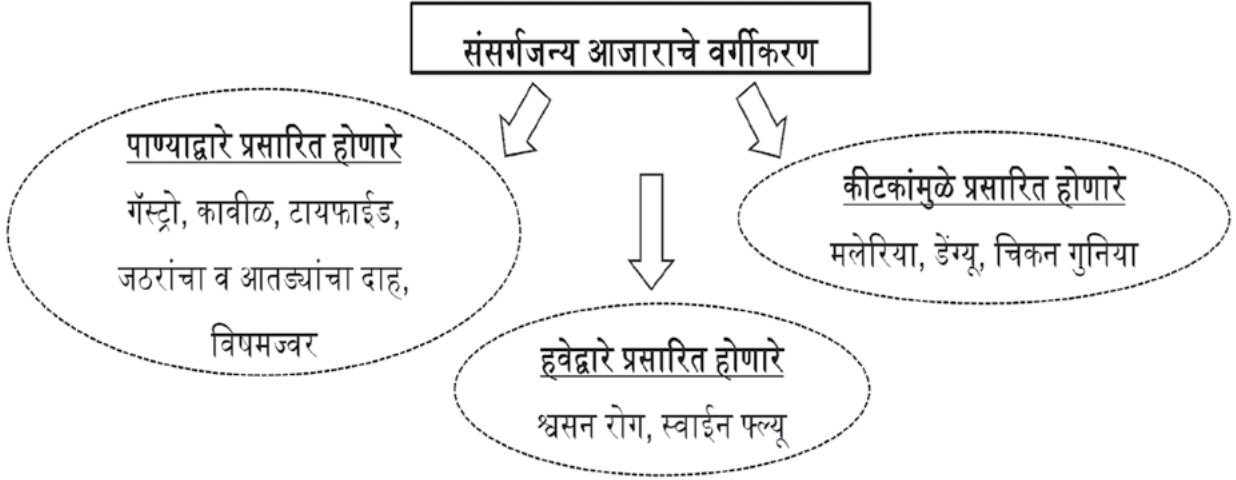 संसर्गजन्य आजाराचे वर्गीकरण
पाण्याद्वारे प्रसारित होणारे
गॅस्ट्रो, कावीळ, टायफाईड,
जठरांचा व आतड्यांचा दाह,
विषमज्वर
हवेद्वारे प्रसारित होणारे
श्वसन रोग, स्वाईन फ्ल्यू
कीटकांमुळे प्रसारित होणारे
मलेरिया, डेंग्यू, चिकन गुनिया